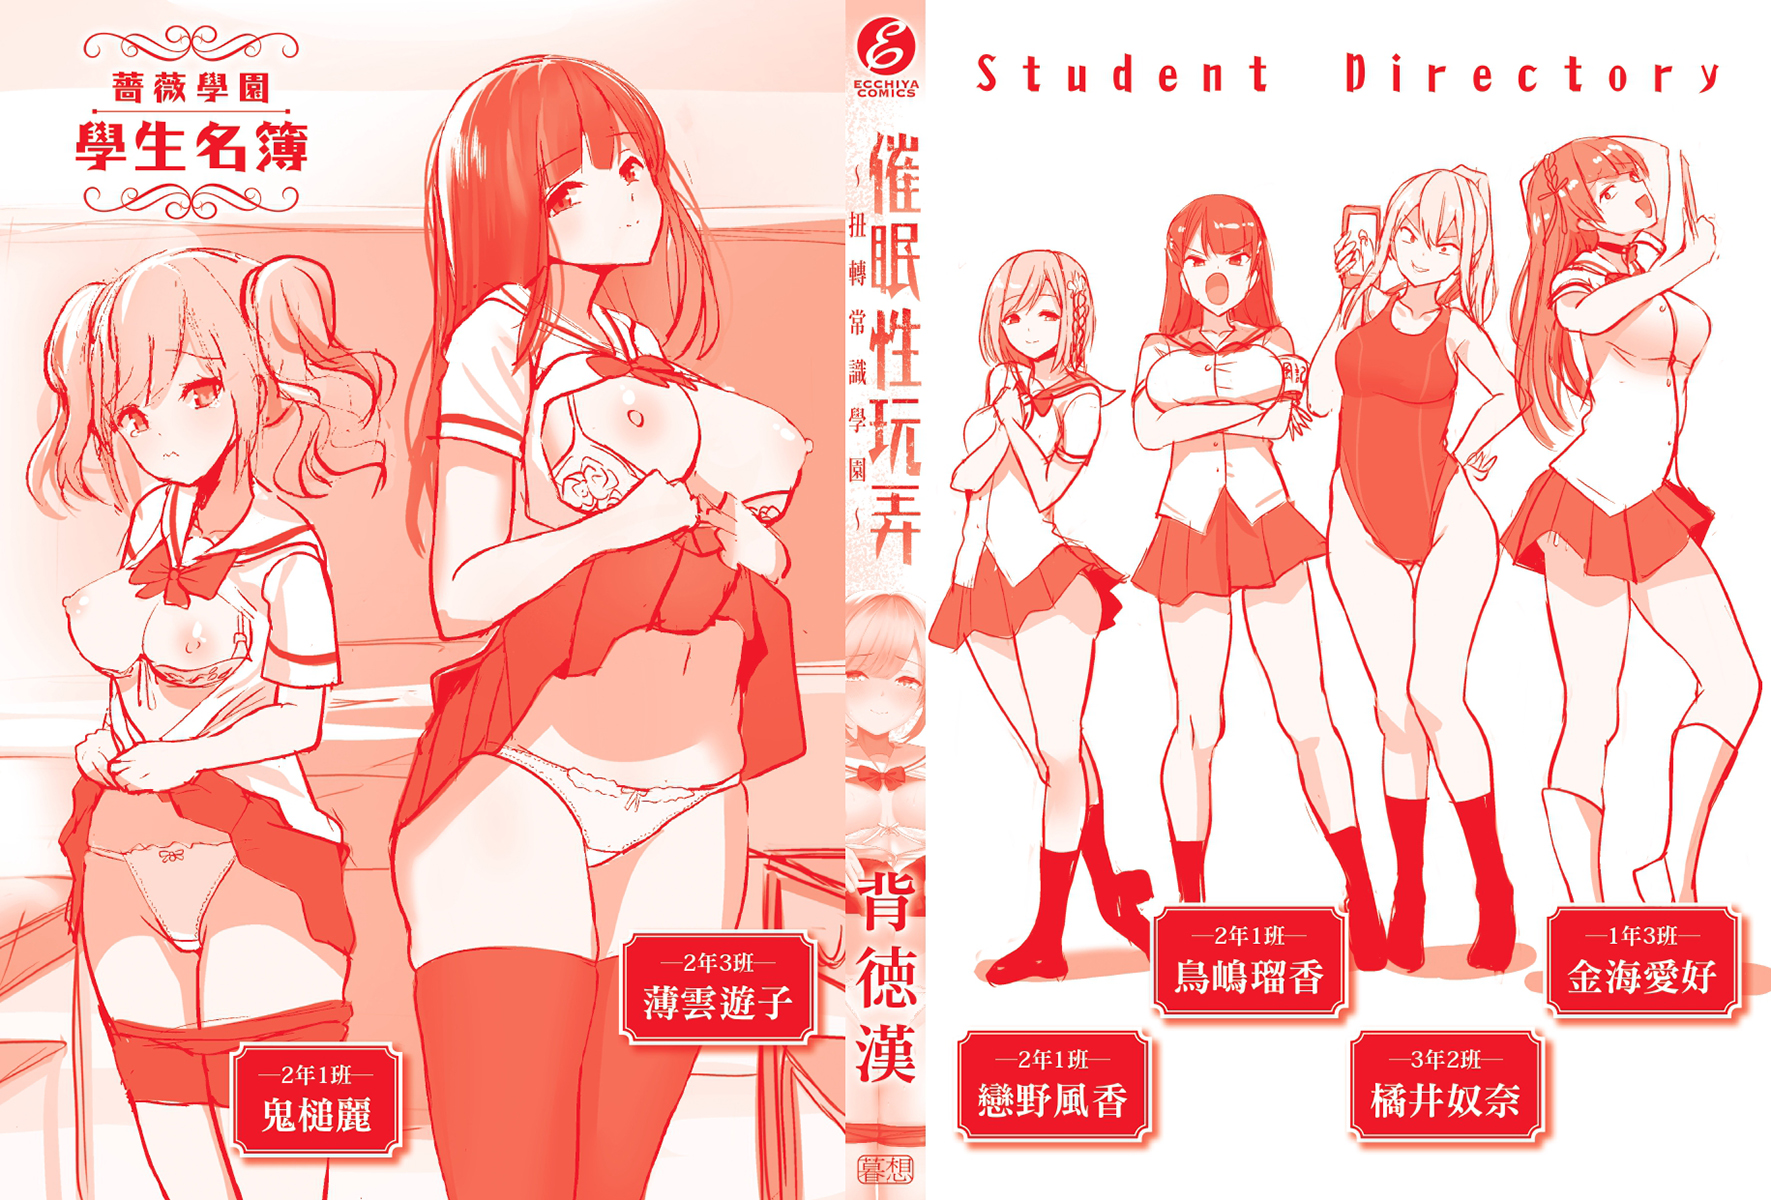 薔薇學園
學生名簿
2年3班
薄雲遊子
2年1班
鬼槌麗
ECCHIYA
COMICS
催眠性玩弄
~扭轉常識學園~
背徳漢
暮想
Student Directory
2年1班
戀野風香
2年1班
鳥嶋瑠香
3年2班
橘井奴奈
1年3班
金海愛好